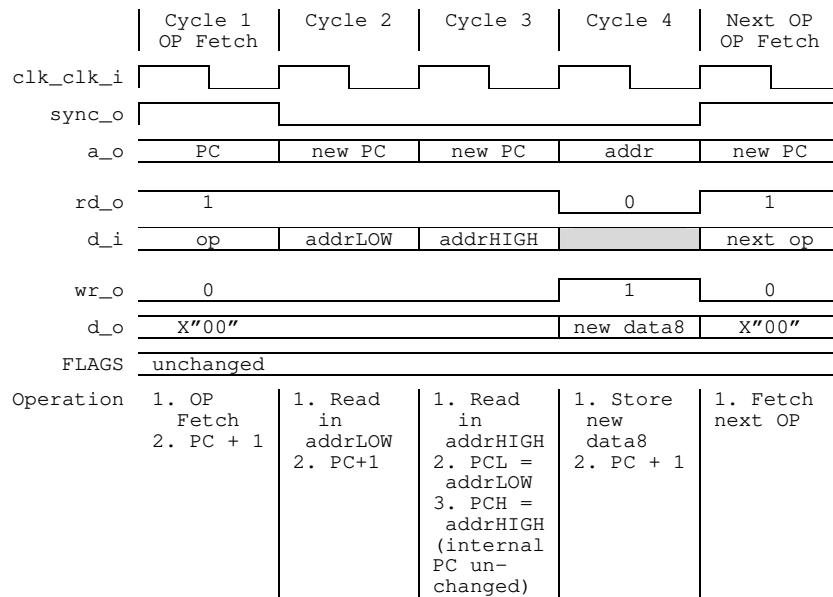 Cycle 1 Cycle 2 Cycle 3 Cycle 4 Next OP
OP Fetch OP Fetch
clk_clk_i
sync_o
a_o PC new PC new PC addr new PC
rd_o 1 0 1
d_i op addrLOW addrHIGH next op
wr_o 0 1 0
d_o X"00" new data8 X"00"
FLAGS unchanged
Operation 1. OP 1. Read 1. Read 1. Store 1. Fetch
Fetch in in new next OP
2. PC + 1 addrLOW addrHIGH data8
2. PC+1 2. PCL = 2. PC + 1
addrLOW
3. PCH =
addrHIGH
(internal
PC un-
changed)